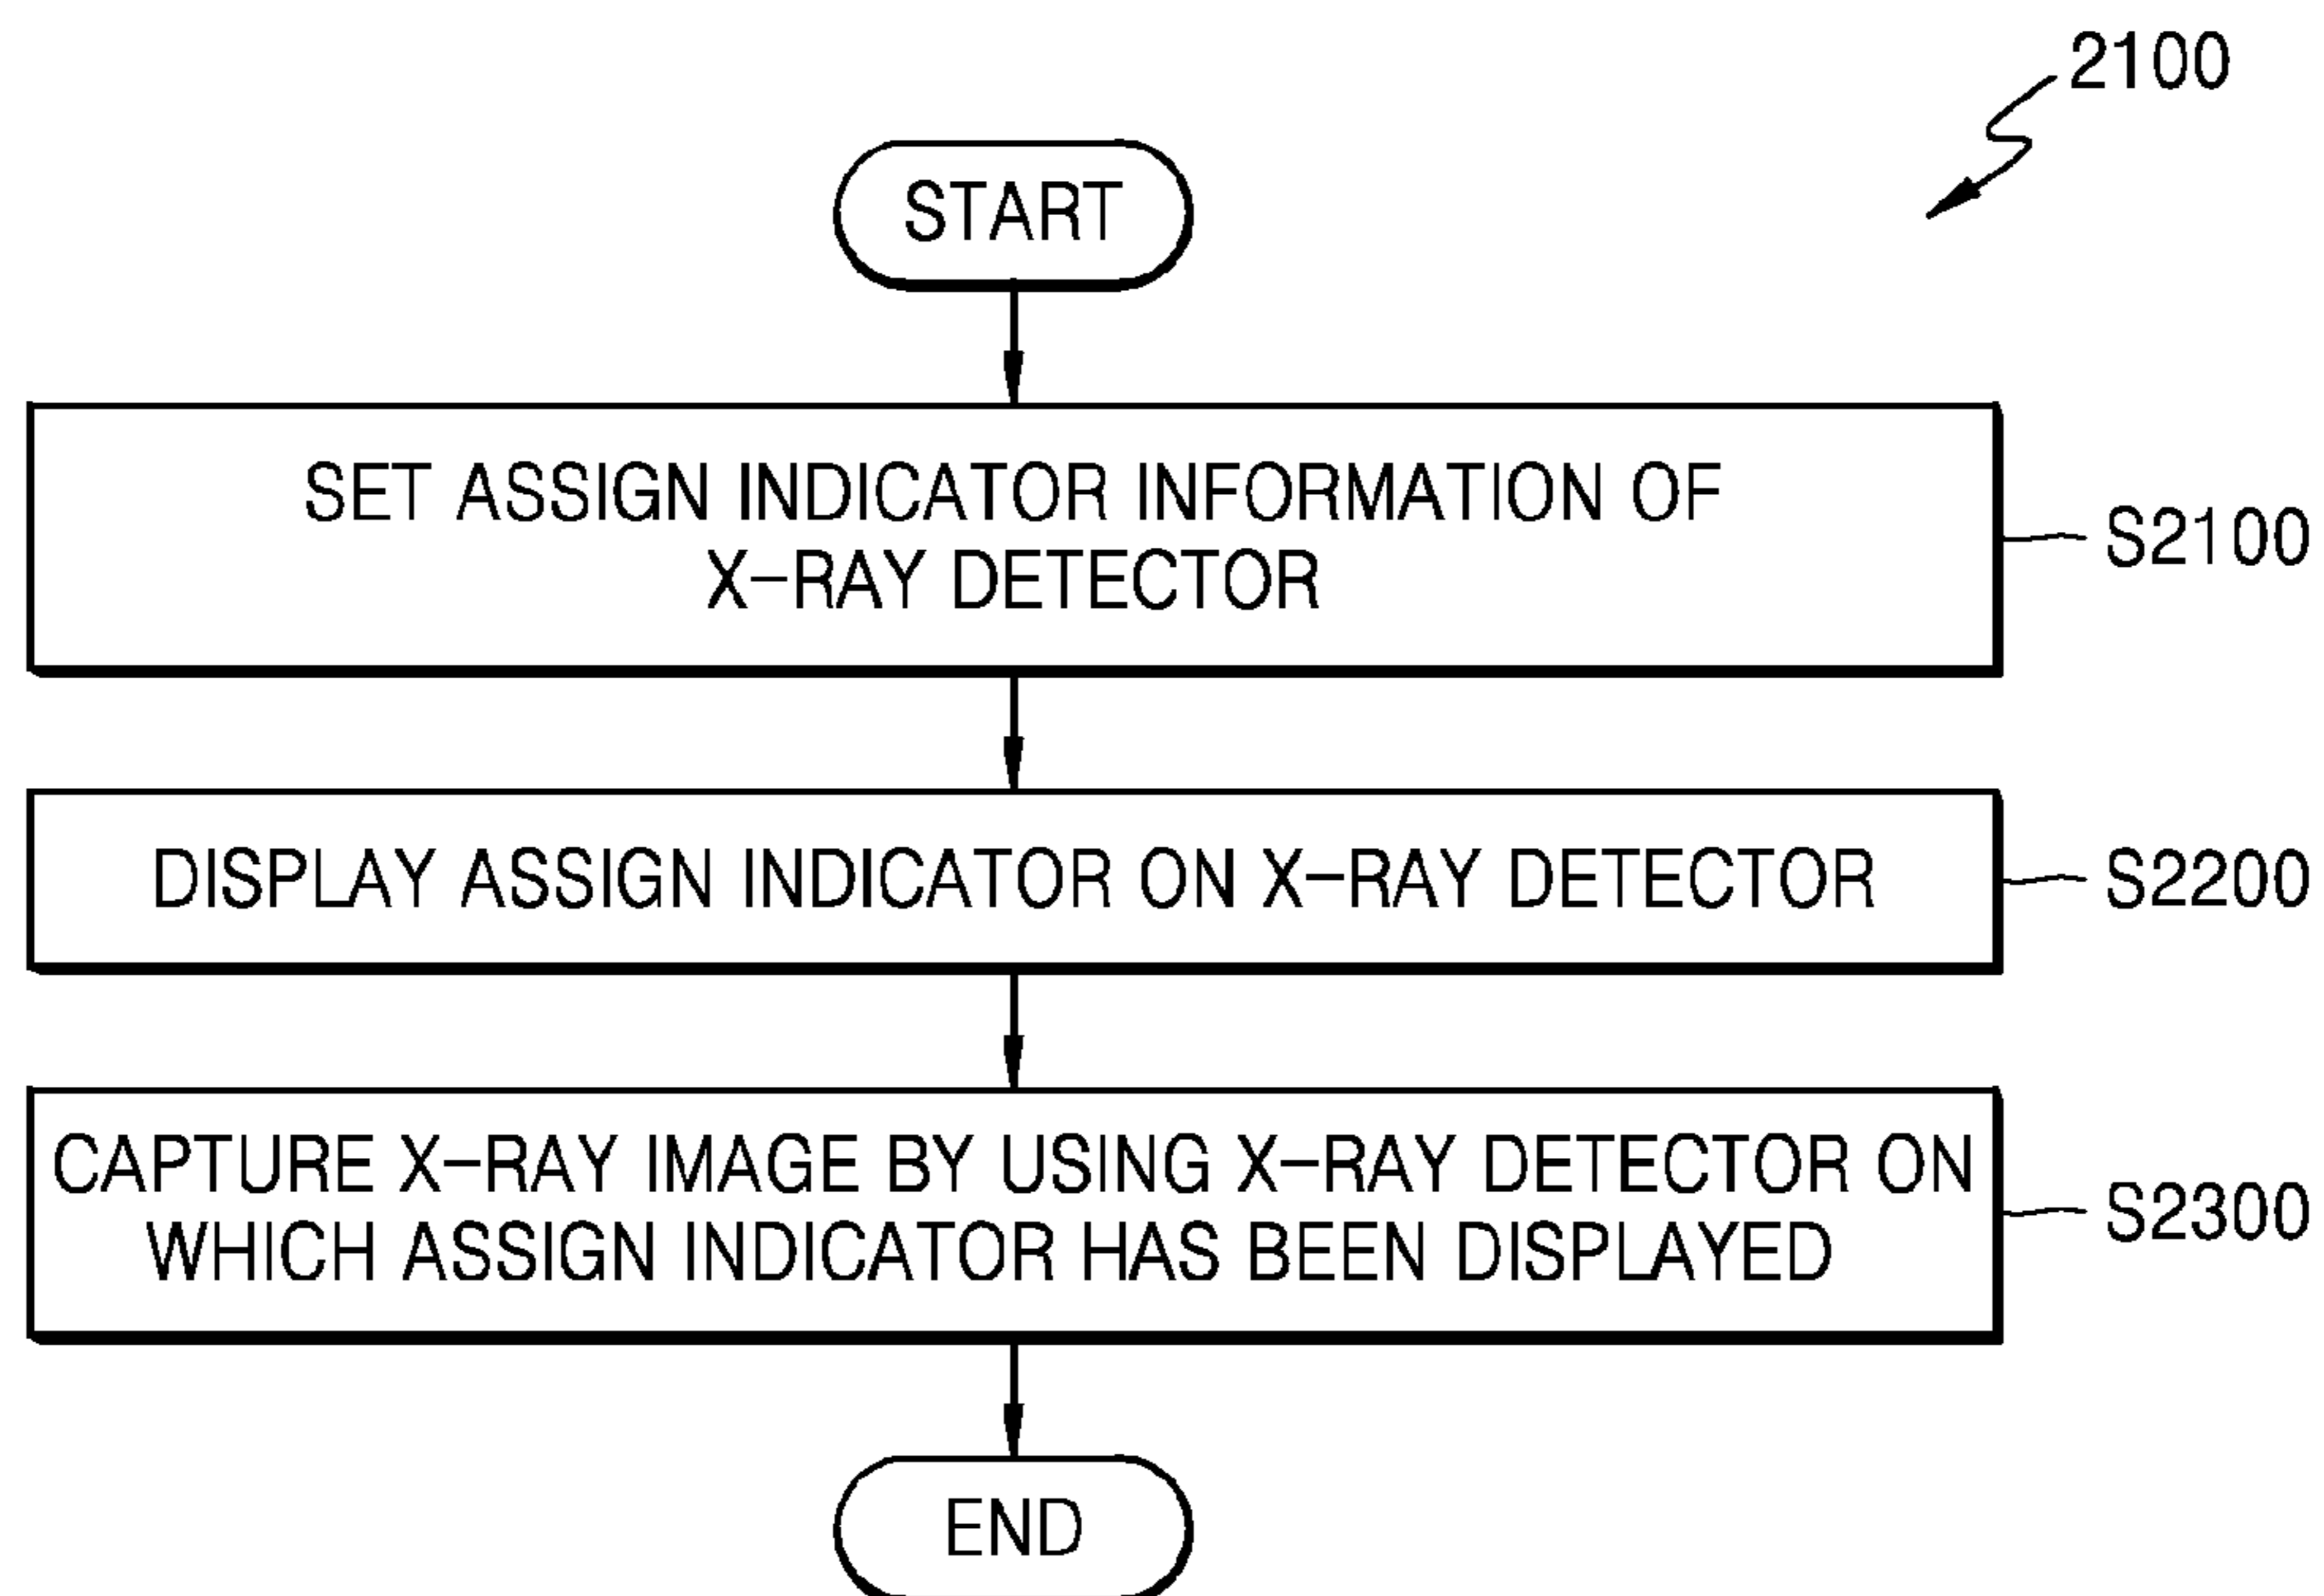 2100
START
SET ASSIGN INDICATOR INFORMATION OF
X-RAY DETECTOR
S2100
DISPLAY ASSIGN INDICATOR ON X-RAY DETECTOR
S2200
CAPTURE X-RAY IMAGE BY USING X-RAY DETECTOR ON
WHICH ASSIGN INDICATOR HAS BEEN DISPLAYED
S2300
END